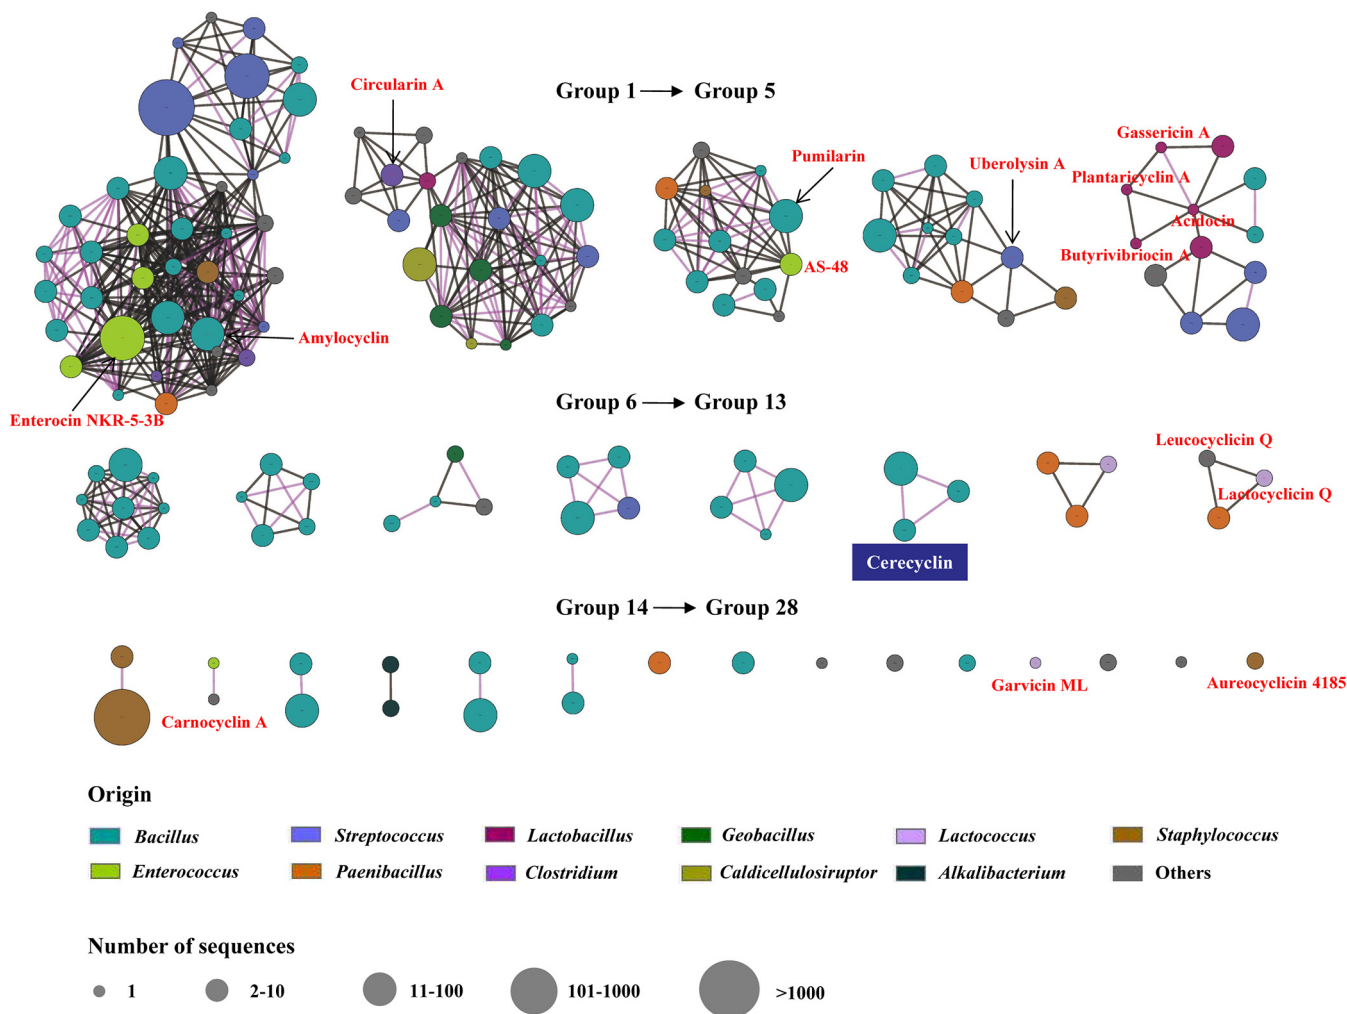 Group 1 → Group 5
Circularin A
Gassericin A
Pumilarin
Uberolysin A
Plantaricyclin A
Acidocin
Butyrivibriocin A
AS-48
Amylocyclin
Enterocin NKR-5-3B
Group 6 → Group 13
Leucocyclicin Q
Lactocyclicin Q
Cerecyclin
Group 14 → Group 28
Garvicin ML
Aureocyclicin 4185
Carnocyclin A
Origin
Bacillus Streptococcus Lactobacillus Geobacillus Lactococcus Staphylococcus
Enterococcus Paenibacillus Clostridium Caldicellulosiruptor Alkalibacterium Others
Number of sequences
1 2-10 11-100 101-1000 >1000